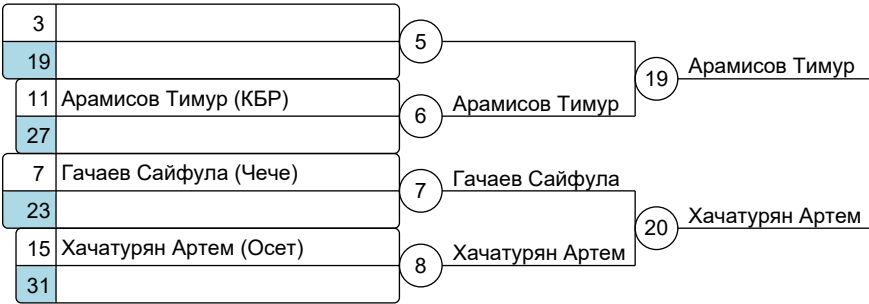 3
5
19
19
Арамисов Тимур
11 Арамисов Тимур (КБР)
6
Арамисов Тимур
27
7 Гачаев Сайфула (Чече)
7
Гачаев Сайфула
23
20
Хачатурян Артем
15 Хачатурян Артем (Осет)
8
Хачатурян Артем
31